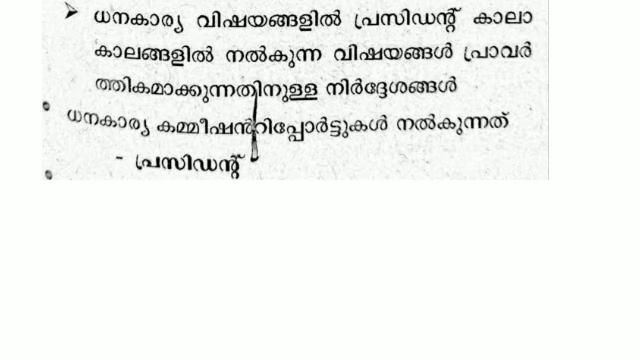 ➤ ധനകാര്യ വിഷയങ്ങളിൽ പ്രസിഡന്റ് കാലാ
കാലങ്ങളിൽ നൽകുന്ന വിഷയങ്ങൾ പ്രാവർ
ത്തികമാക്കുന്നതിനുള്ള നിർദ്ദേശങ്ങൾ
• ധനകാര്യ കമ്മീഷൻറിപ്പോർട്ടുകൾ നൽകുന്നത്
- പ്രസിഡന്റ്